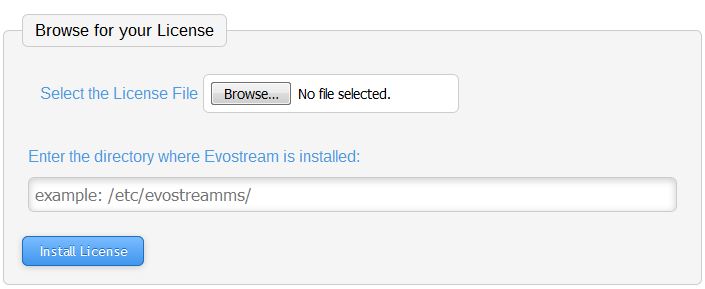 Browse for your License
Select the License File Browse... No file selected.
Enter the directory where Evostream is installed:
example: /etc/evostreamms/
Install License